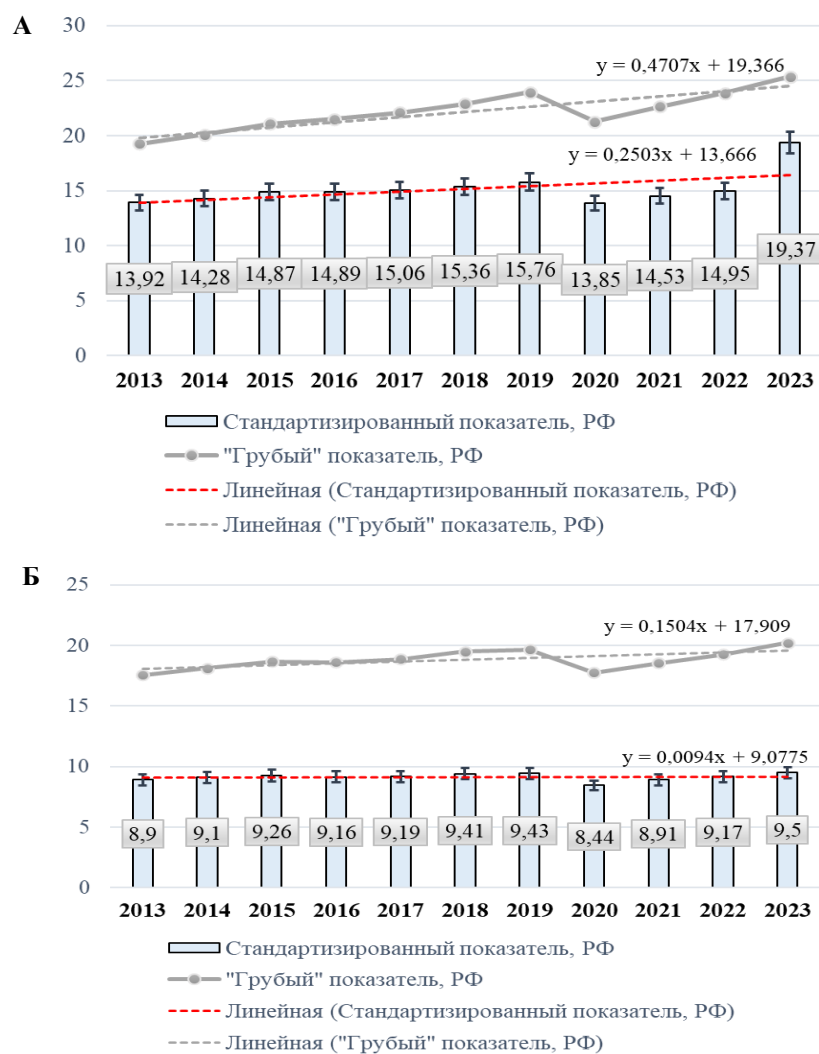 А
30
25
20
15
10
5
0
y = 0,4707x + 19,366
y = 0,2503x + 13,666
13,92 14,28 14,87 14,89 15,06 15,36 15,76 13,85 14,53 14,95 19,37
2013 2014 2015 2016 2017 2018 2019 2020 2021 2022 2023
Стандартизированный показатель, РФ
"Грубый" показатель, РФ
Линейная (Стандартизированный показатель, РФ)
Линейная ("Грубый" показатель, РФ)
Б
25
20
15
10
5
0
y = 0,1504x + 17,909
y = 0,0094x + 9,0775
8,9 9,1 9,26 9,16 9,19 9,41 9,43 8,44 8,91 9,17 9,5
2013 2014 2015 2016 2017 2018 2019 2020 2021 2022 2023
Стандартизированный показатель, РФ
"Грубый" показатель, РФ
Линейная (Стандартизированный показатель, РФ)
Линейная ("Грубый" показатель, РФ)